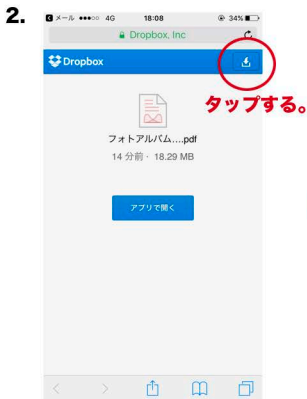 2.
メール 4G 18:08 34%
Dropbox, Inc
Dropbox
タップする。
フォトアルバム....pdf
14 分前 · 18.29 MB
アプリで開く